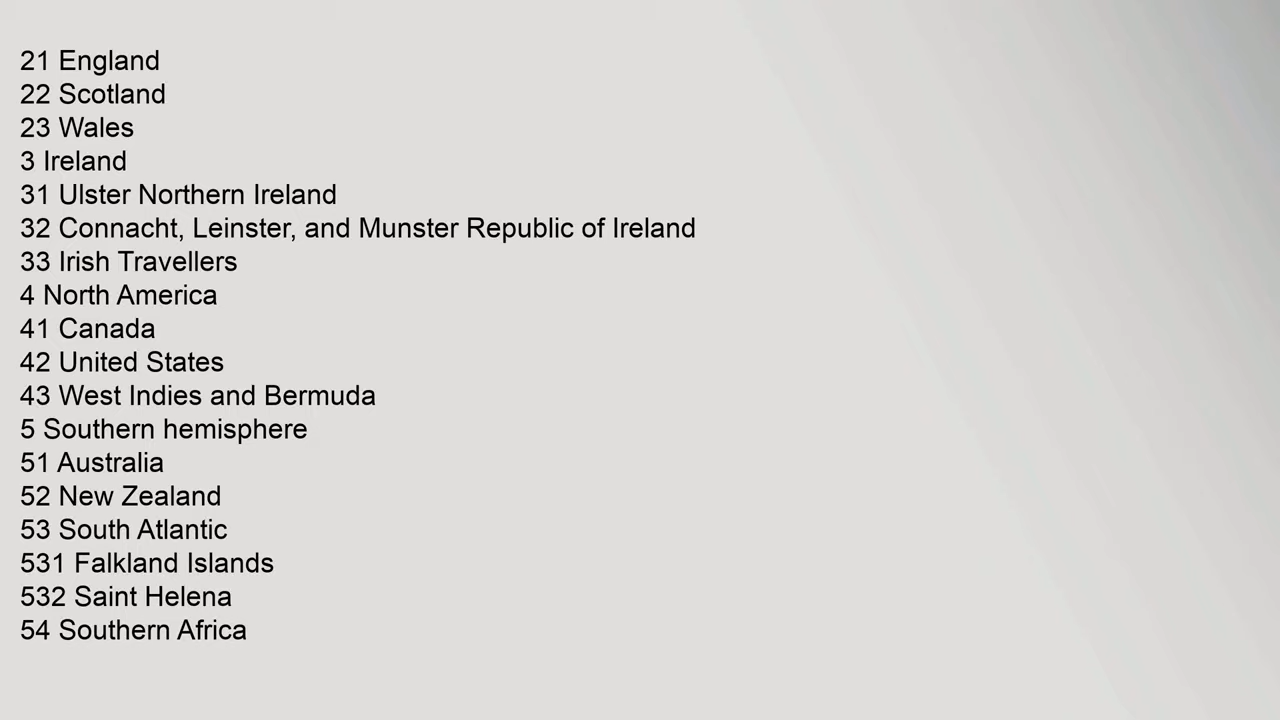 21 England
22 Scotland
23 Wales
3 Ireland
31 Ulster Northern Ireland
32 Connacht, Leinster, and Munster Republic of Ireland
33 Irish Travellers
4 North America
41 Canada
42 United States
43 West Indies and Bermuda
5 Southern hemisphere
51 Australia
52 New Zealand
53 South Atlantic
531 Falkland Islands
532 Saint Helena
54 Southern Africa